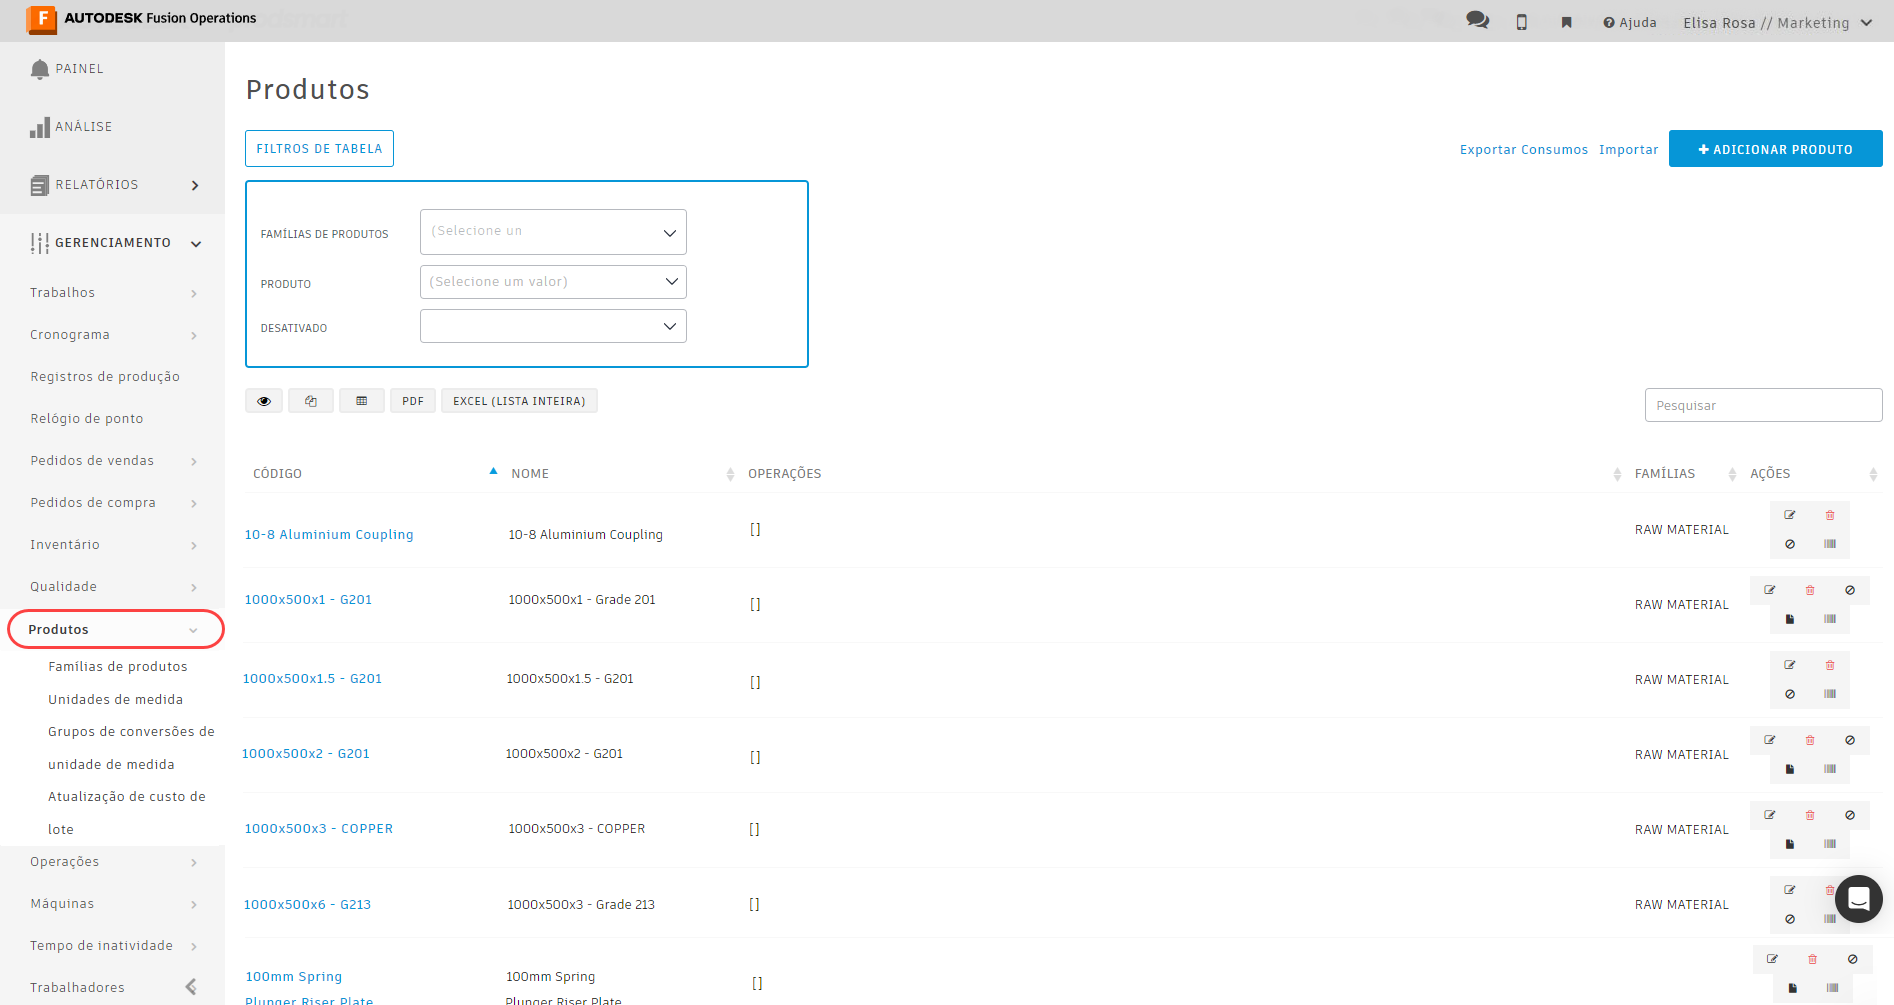 F AUTODESK Fusion Operations
Ajuda
Elisa Rosa // Marketing
PAINEL
ANÁLISE
RELATÓRIOS
GERENCIAMENTO
Trabalhos
Cronograma
Registros de produção
Relógio de ponto
Pedidos de vendas
Pedidos de compra
Inventário
Qualidade
Produtos
Famílias de produtos
Unidades de medida
Grupos de conversões de
unidade de medida
Atualização de custo de
lote
Operações
Máquinas
Tempo de inatividade
Trabalhadores
Produtos
FILTROS DE TABELA
Exportar Consumos
Importar
+ ADICIONAR PRODUTO
FAMÍLIAS DE PRODUTOS
(Selecione un
PRODUTO
(Selecione um valor)
DESATIVADO
PDF
EXCEL (LISTA INTEIRA)
Pesquisar
CÓDIGO NOME OPERAÇÕES FAMÍLIAS AÇÕES
10-8 Aluminium Coupling 10-8 Aluminium Coupling [] RAW MATERIAL
1000x500x1 - G201 1000x500x1 - Grade 201 [] RAW MATERIAL
1000x500x1.5 - G201 1000x500x1.5 - G201 [] RAW MATERIAL
1000x500x2 - G201 1000x500x2 - G201 [] RAW MATERIAL
1000x500x3 - COPPER 1000x500x3 - COPPER [] RAW MATERIAL
1000x500x6 - G213 1000x500x3 - Grade 213 [] RAW MATERIAL
100mm Spring 100mm Spring []
Plunger Riser Plate Plunger Riser Plate